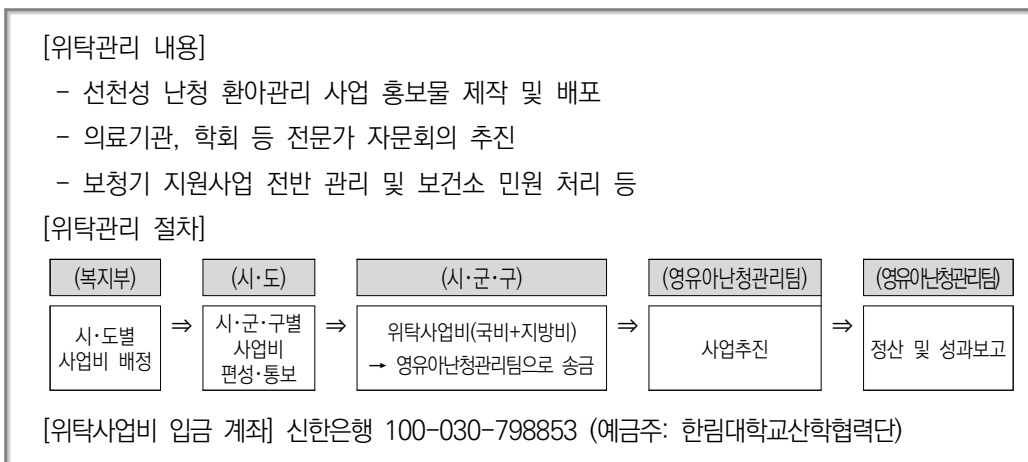 [위탁관리 내용]
- 선천성 난청 환아관리 사업 홍보물 제작 및 배포
- 의료기관, 학회 등 전문가 자문회의 추진
- 보청기 지원사업 전반 관리 및 보건소 민원 처리 등
[위탁관리 절차]
(복지부)
시·도별
사업비 배정
⇒
(시·도)
시·군·구별
사업비
편성·통보
⇒
(시·군·구)
위탁사업비(국비+지방비)
→ 영유아난청관리팀으로 송금
⇒
(영유아난청관리팀)
사업추진
⇒
(영유아난청관리팀)
정산 및 성과보고
[위탁사업비 입금 계좌] 신한은행 100-030-798853 (예금주: 한림대학교산학협력단)